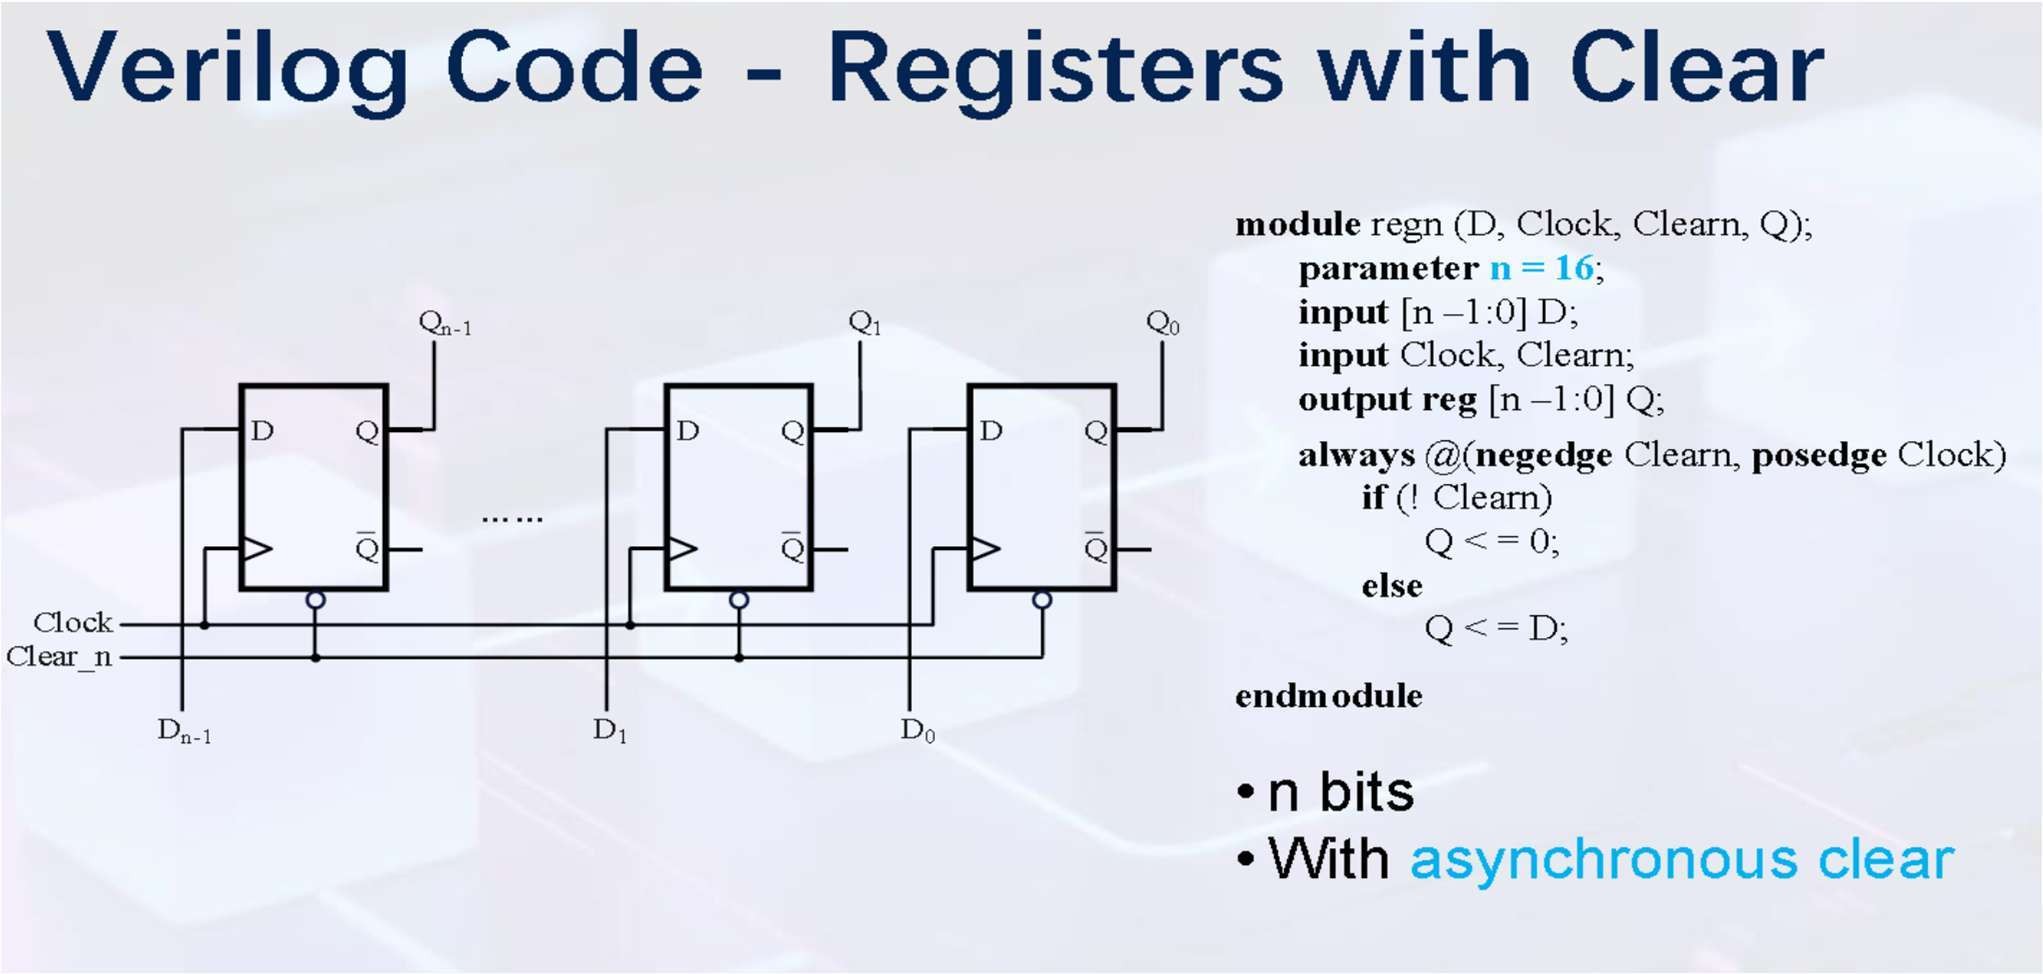 Verilog Code - Registers with Clear
Qn-1
Q1
Q0
D
Q
D
Q
D
Q
......
Q̅
Q̅
Q̅
Clock
Clear_n
Dn-1
D1
D0
module regn (D, Clock, Clearn, Q);
parameter n = 16;
input [n –1:0] D;
input Clock, Clearn;
output reg [n –1:0] Q;
always @(negedge Clearn, posedge Clock)
if (! Clearn)
Q < = 0;
else
Q < = D;
endmodule
• n bits
• With asynchronous clear